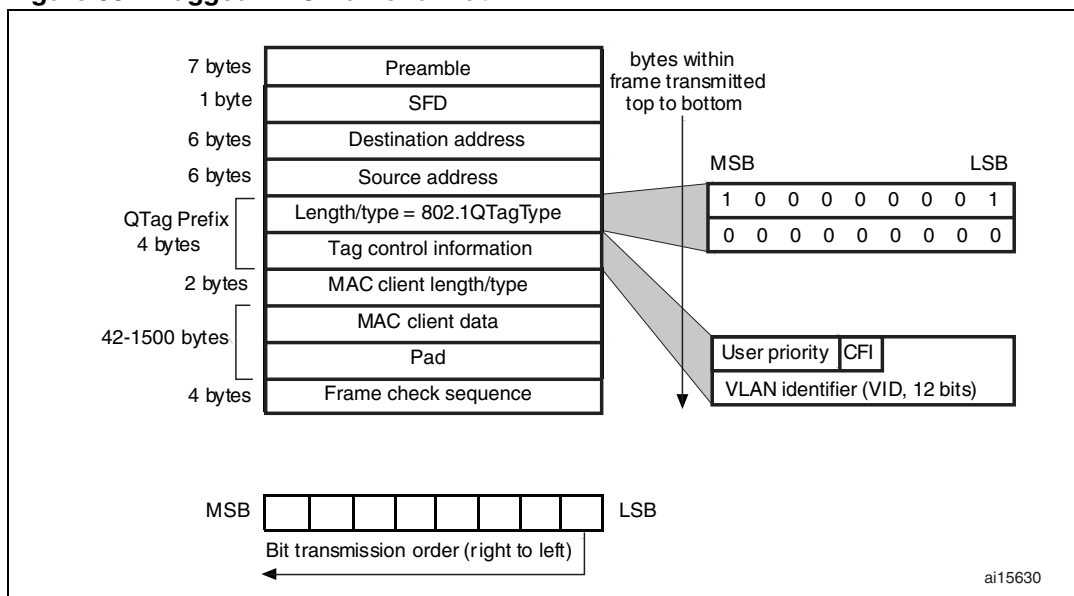 7 bytes
Preamble
1 byte
SFD
6 bytes
Destination address
6 bytes
Source address
QTag Prefix
4 bytes
Length/type = 802.1QTagType
Tag control information
2 bytes
MAC client length/type
42-1500 bytes
MAC client data
Pad
4 bytes
Frame check sequence
bytes within
frame transmitted
top to bottom
MSB LSB
1 0 0 0 0 0 0 0 1
0 0 0 0 0 0 0 0 0
User priority CFI
VLAN identifier (VID, 12 bits)
MSB LSB
Bit transmission order (right to left)
ai15630